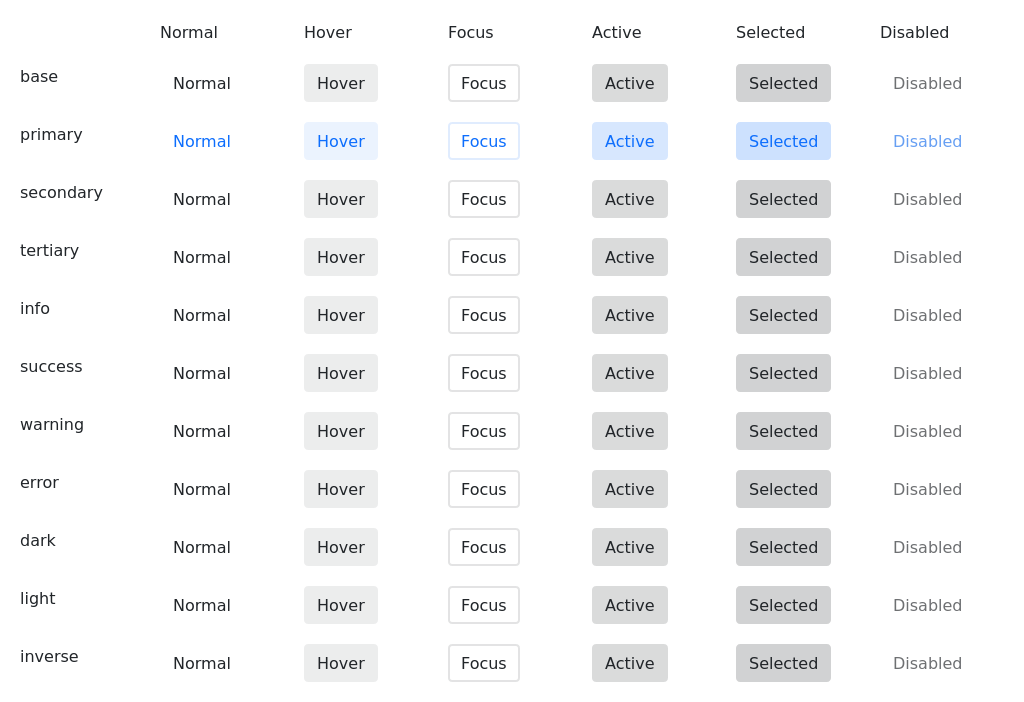 Normal Hover Focus Active Selected Disabled
base Normal Hover Focus Active Selected Disabled
primary Normal Hover Focus Active Selected Disabled
secondary Normal Hover Focus Active Selected Disabled
tertiary Normal Hover Focus Active Selected Disabled
info Normal Hover Focus Active Selected Disabled
success Normal Hover Focus Active Selected Disabled
warning Normal Hover Focus Active Selected Disabled
error Normal Hover Focus Active Selected Disabled
dark Normal Hover Focus Active Selected Disabled
light Normal Hover Focus Active Selected Disabled
inverse Normal Hover Focus Active Selected Disabled